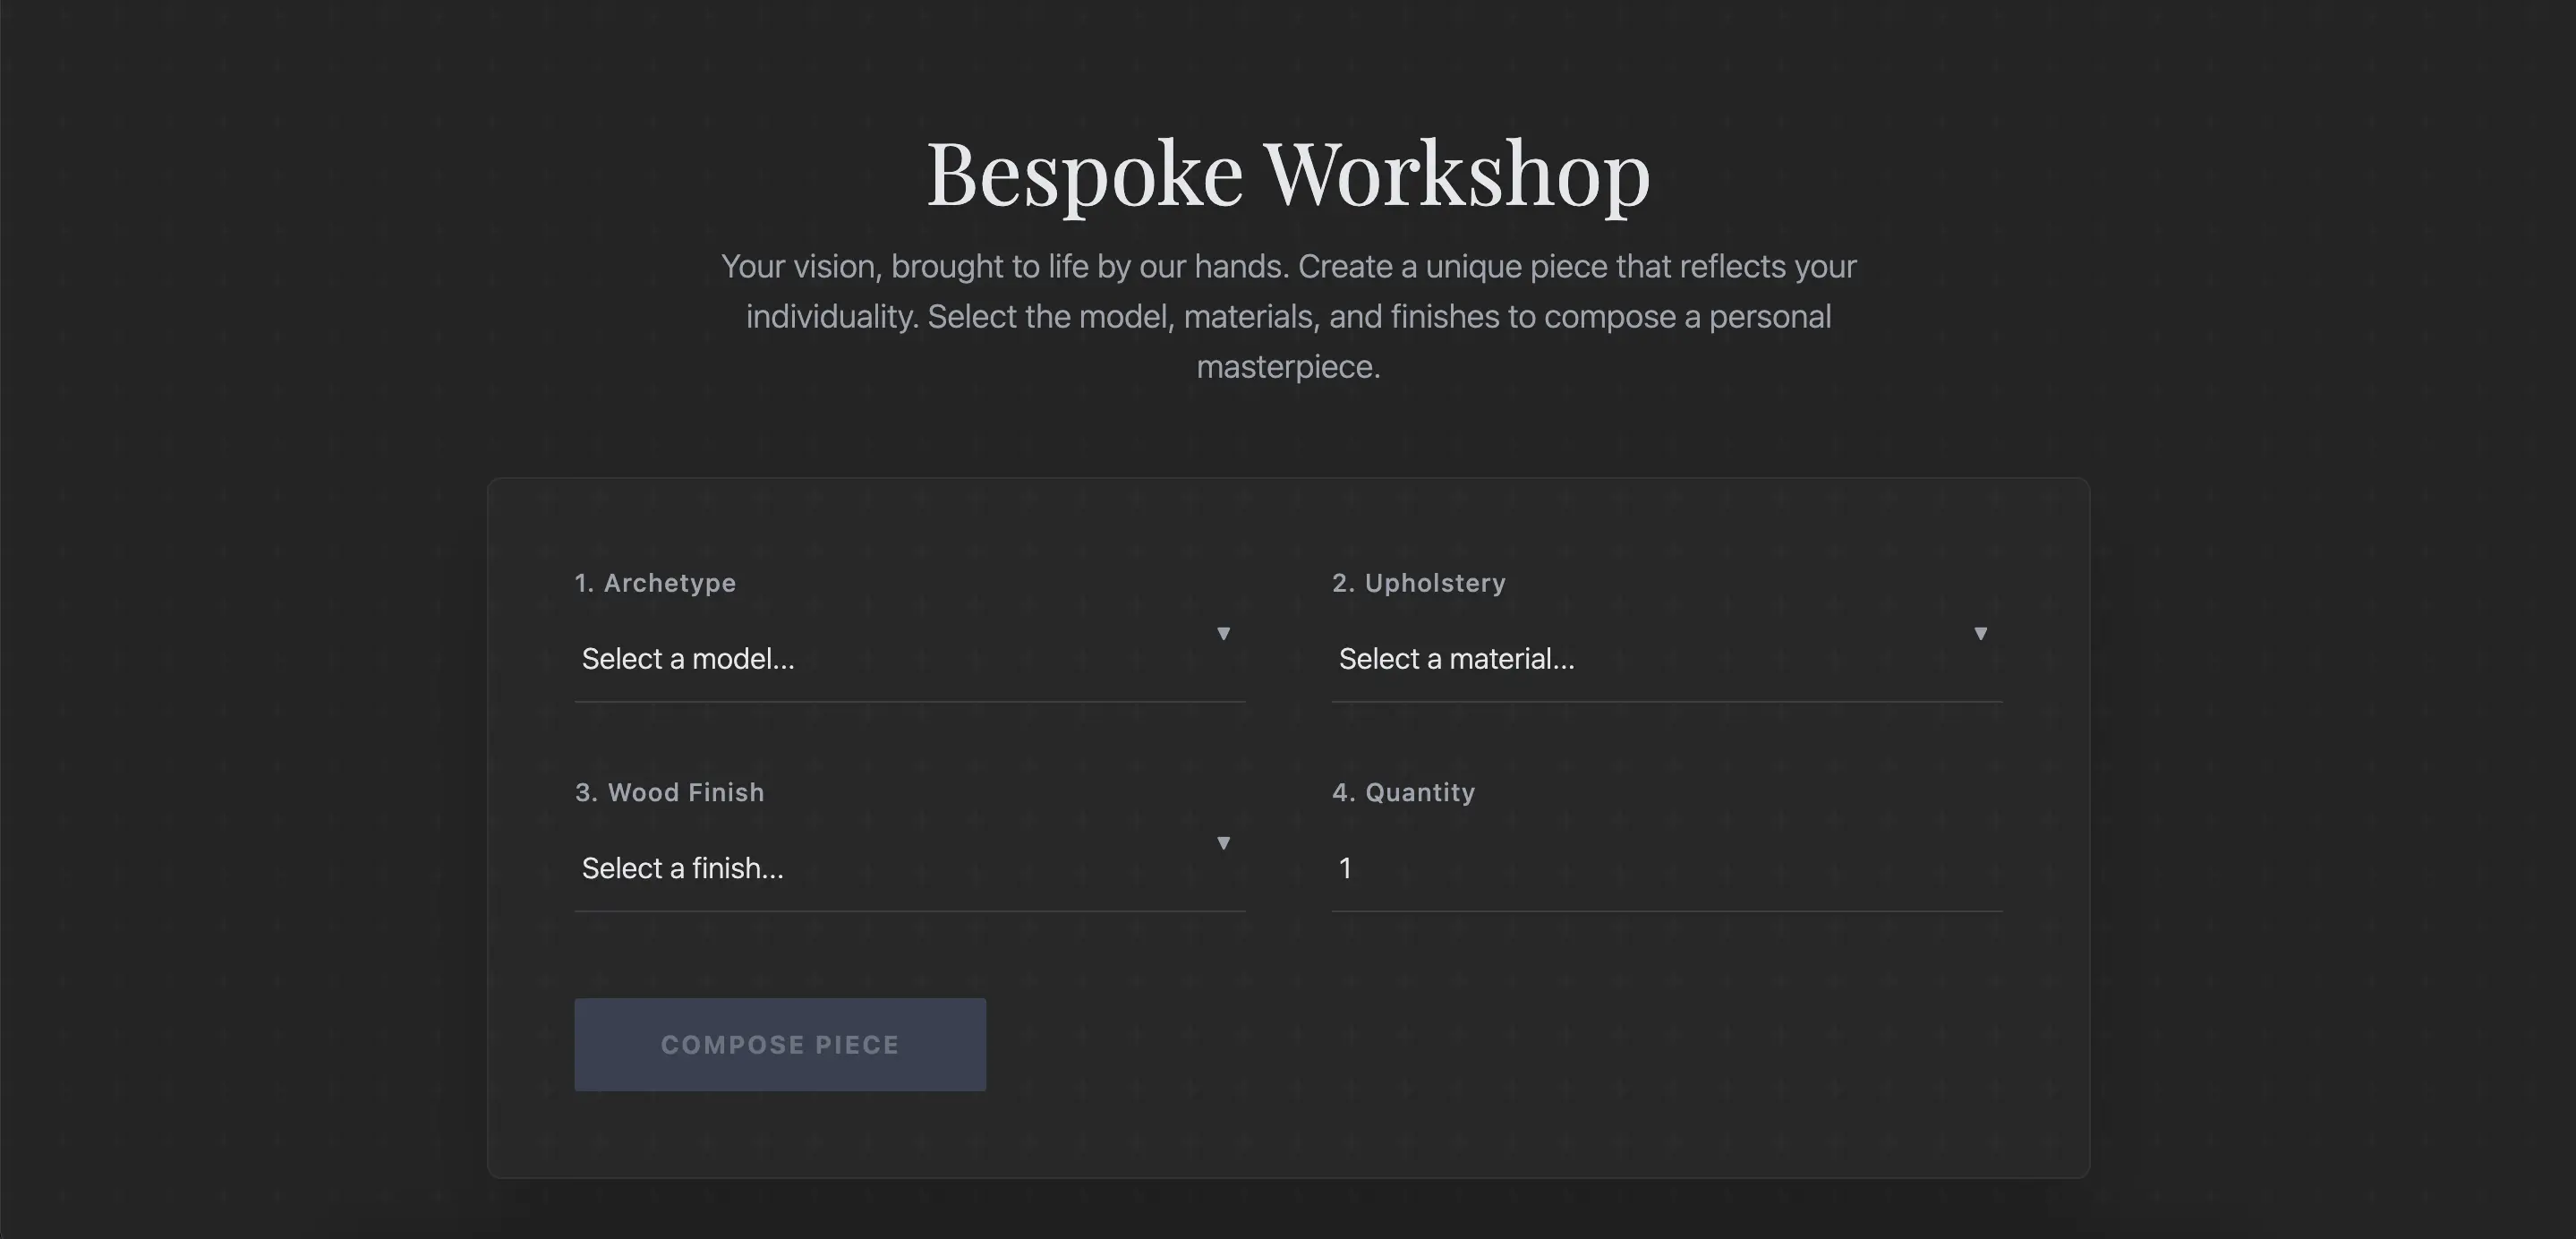 Bespoke Workshop
Your vision, brought to life by our hands. Create a unique piece that reflects your
individuality. Select the model, materials, and finishes to compose a personal
masterpiece.
1. Archetype
Select a model...
2. Upholstery
Select a material...
3. Wood Finish
Select a finish...
4. Quantity
1
COMPOSE PIECE